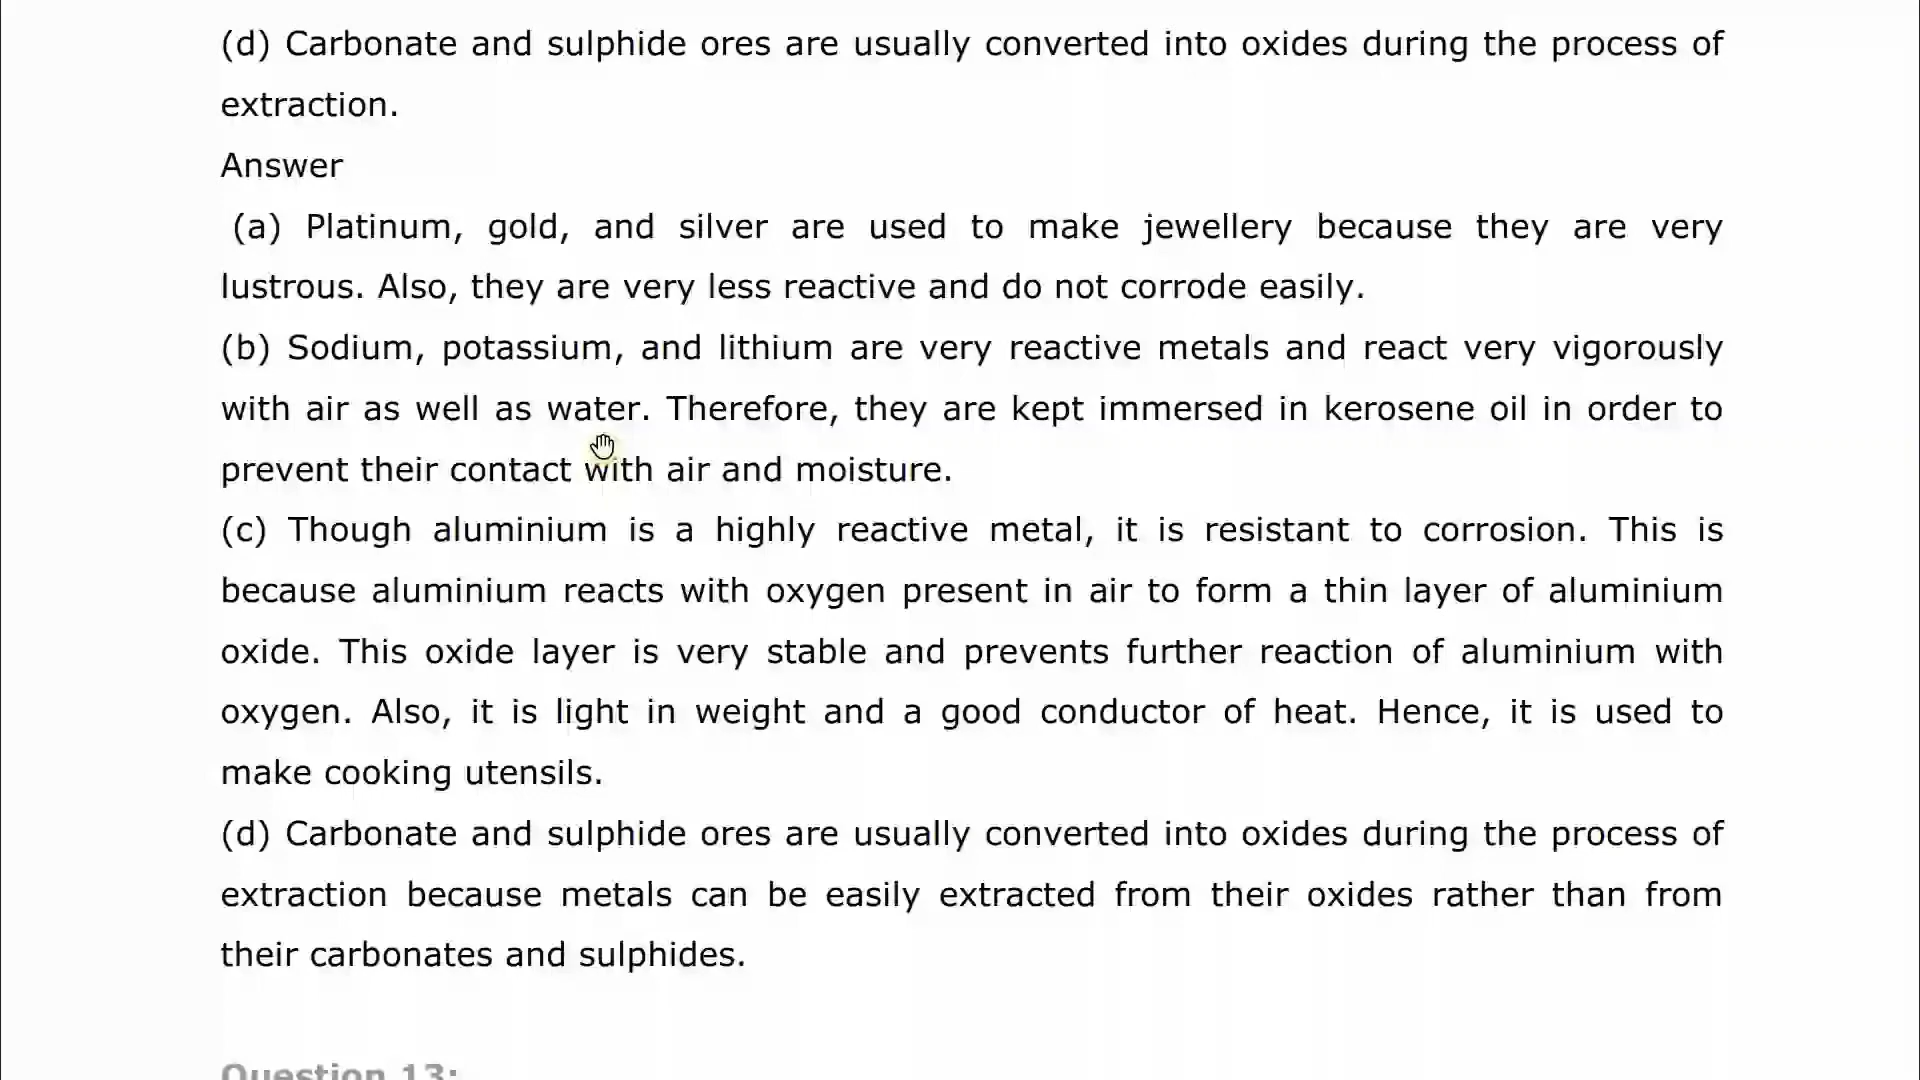 (d) Carbonate and sulphide ores are usually converted into oxides during the process of
extraction.
Answer
(a) Platinum, gold, and silver are used to make jewellery because they are very
lustrous. Also, they are very less reactive and do not corrode easily.
(b) Sodium, potassium, and lithium are very reactive metals and react very vigorously
with air as well as water. Therefore, they are kept immersed in kerosene oil in order to
prevent their contact with air and moisture.
(c) Though aluminium is a highly reactive metal, it is resistant to corrosion. This is
because aluminium reacts with oxygen present in air to form a thin layer of aluminium
oxide. This oxide layer is very stable and prevents further reaction of aluminium with
oxygen. Also, it is light in weight and a good conductor of heat. Hence, it is used to
make cooking utensils.
(d) Carbonate and sulphide ores are usually converted into oxides during the process of
extraction because metals can be easily extracted from their oxides rather than from
their carbonates and sulphides.
Question 13: